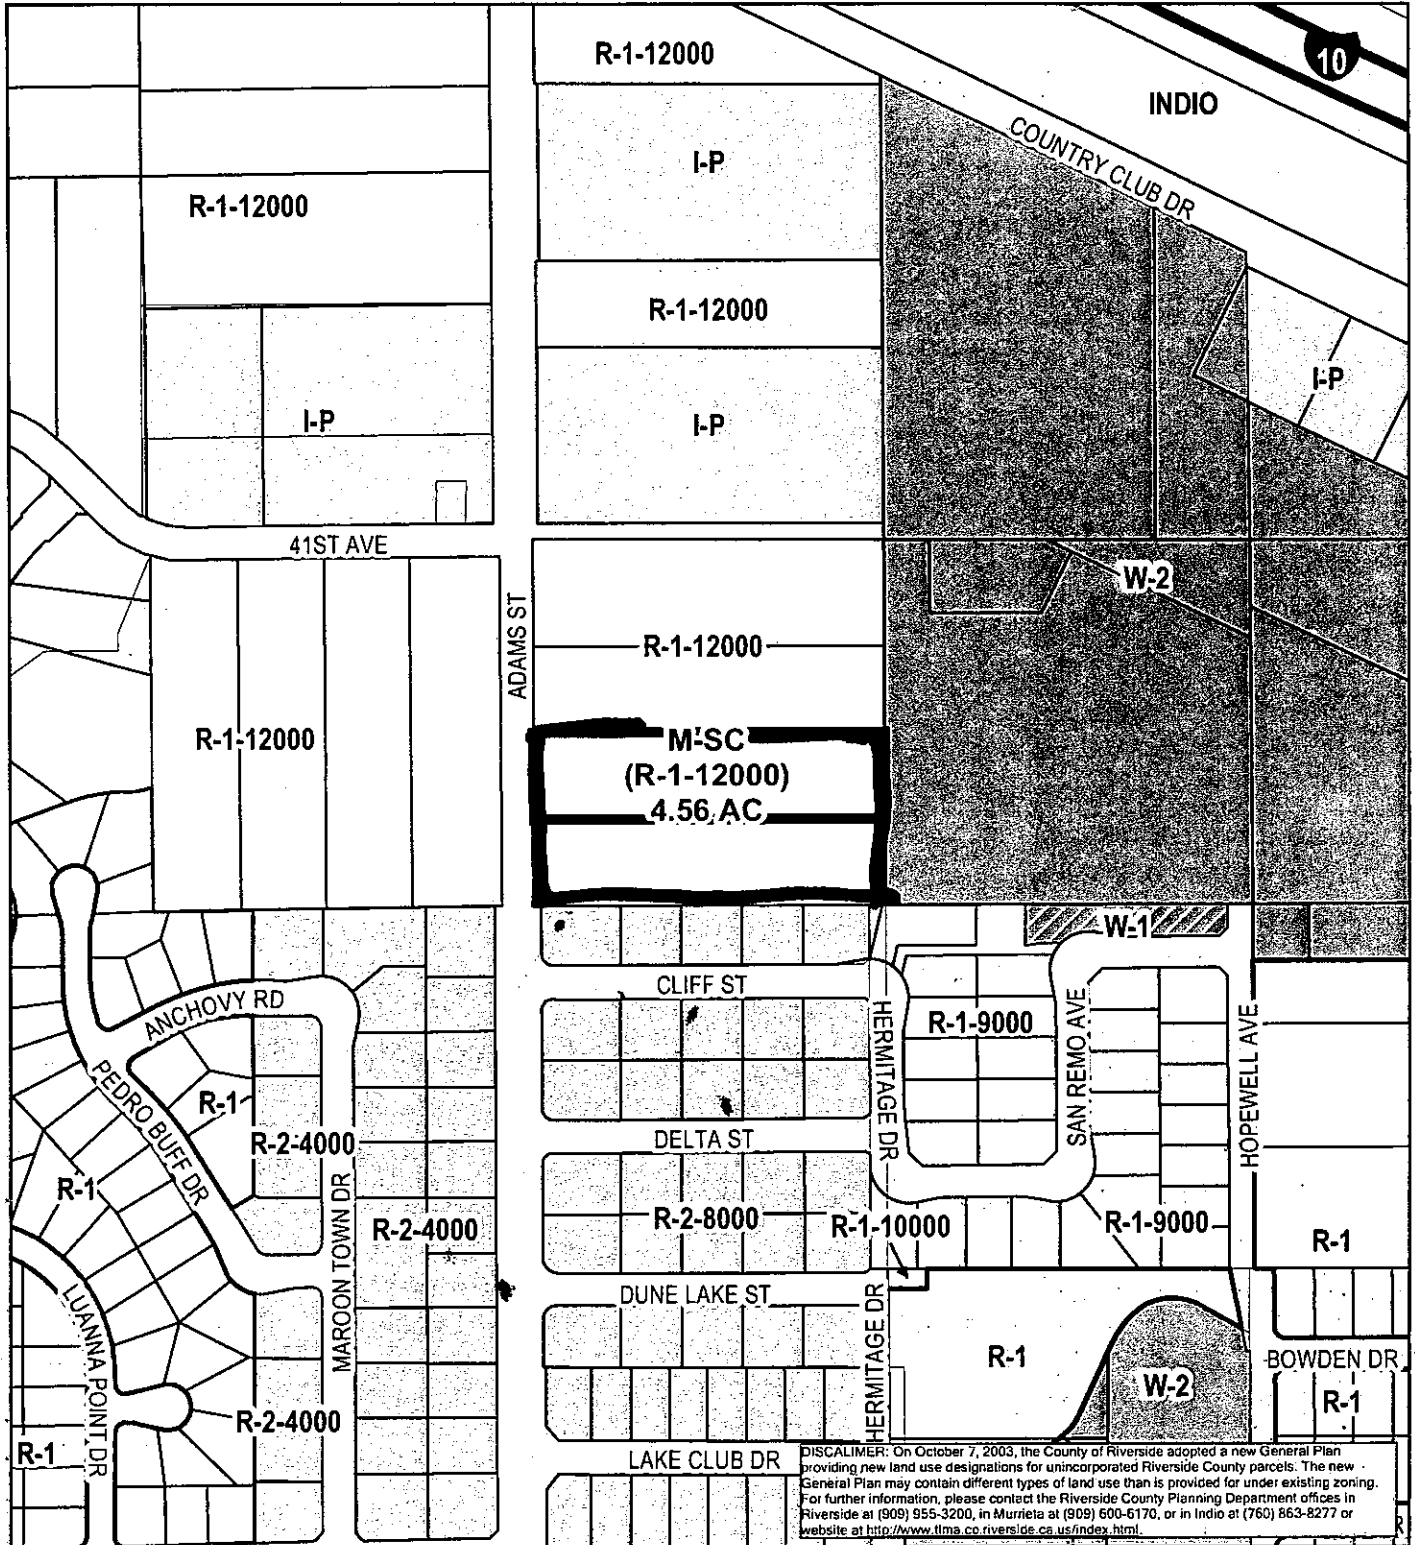 R-1-12000
10
INDIO
COUNTRY CLUB DR
I-P
R-1-12000
R-1-12000
I-P
I-P
I-P
41ST AVE
W-2
ADAMS ST
R-1-12000
R-1-12000
M-SC
(R-1-12000)
4.56 AC
W-1
CLIFF ST
ANCHOVY RD
HERMITAGE DR
R-1-9000
SAN REMO AVE
HOPEWELL AVE
PEDRO BUFF DR
R-1
R-2-4000
DELTA ST
R-1
MAROON TOWN DR
R-2-4000
R-2-8000
R-1-10000
R-1-9000
R-1
LUANNA POINT DR
DUNE LAKE ST
HERMITAGE DR
R-1
W-2
BOWDEN DR
R-1
R-2-4000
R-1
LAKE CLUB DR
DISCALIMER: On October 7, 2003, the County of Riverside adopted a new General Plan
providing new land use designations for unincorporated Riverside County parcels. The new
General Plan may contain different types of land use than is provided for under existing zoning.
For further information, please contact the Riverside County Planning Department offices in
Riverside at (909) 955-3200, in Murrieta at (909) 600-6170, or in Indio at (760) 863-8277 or
website at http://www.tlma.co.riverside.ca.us/index.html.